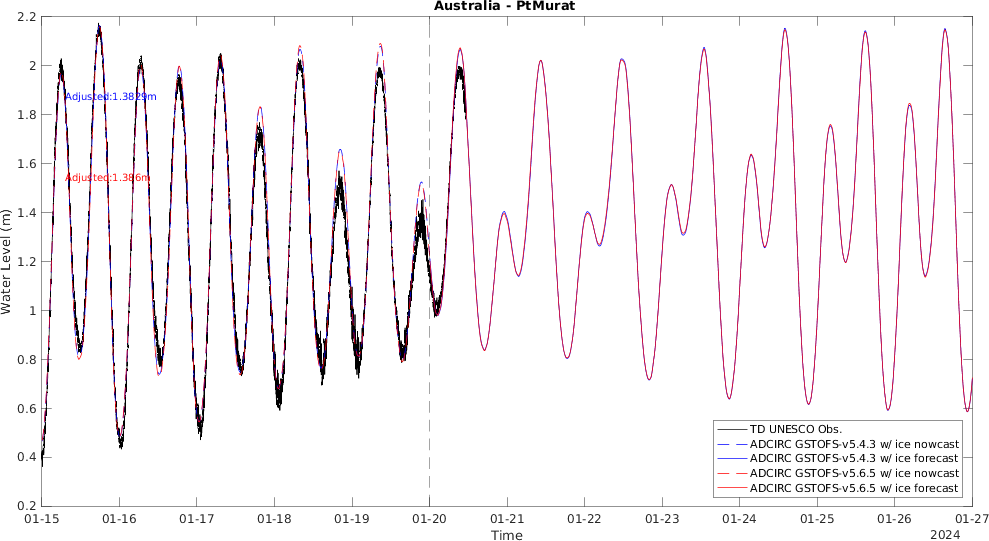 Australia - PtMurat
2.2
2
1.8
1.6
1.4
1.2
1
0.8
0.6
0.4
0.2
Water Level (m)
Adjusted:1.3829m
Adjusted:1.386m
TD UNESCO Obs.
ADCIRC GSTOFS-v5.4.3 w/ ice nowcast
ADCIRC GSTOFS-v5.4.3 w/ ice forecast
ADCIRC GSTOFS-v5.6.5 w/ ice nowcast
ADCIRC GSTOFS-v5.6.5 w/ ice forecast
01-15 01-16 01-17 01-18 01-19 01-20 01-21 01-22 01-23 01-24 01-25 01-26 01-27
Time
2024